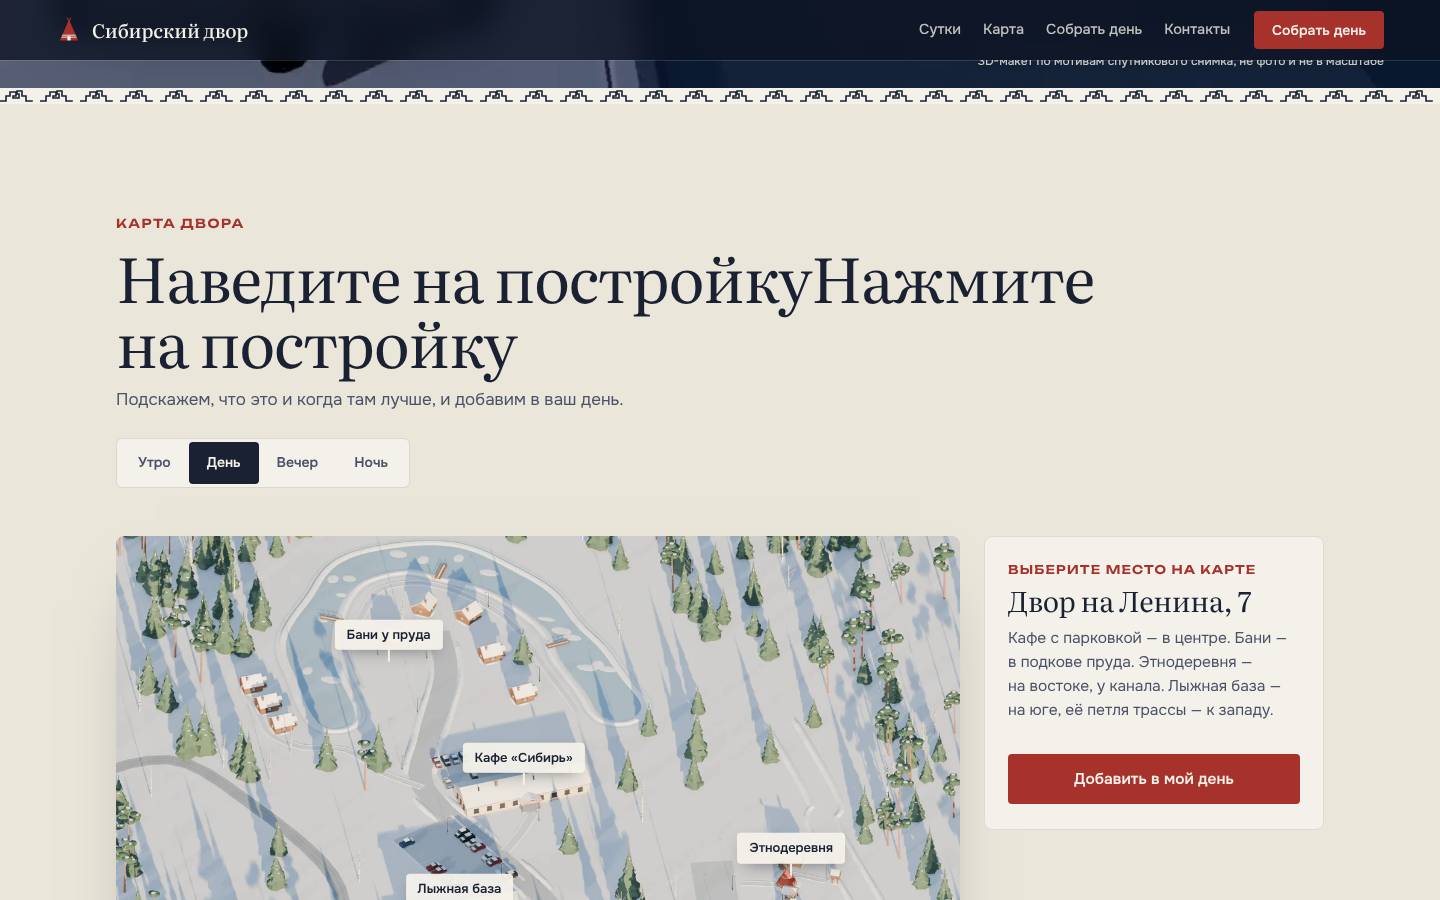 Сибирский двор
Сутки
Карта
Собрать день
Контакты
Собрать день
3D-макет по мотивам спутникового снимка, не фото и не в масштабе
КАРТА ДВОРА
Наведите на постройкуНажмите
на постройку
Подскажем, что это и когда там лучше, и добавим в ваш день.
Утро
День
Вечер
Ночь
Бани у пруда
Кафе «Сибирь»
Этнодеревня
Лыжная база
ВЫБЕРИТЕ МЕСТО НА КАРТЕ
Двор на Ленина, 7
Кафе с парковкой — в центре. Бани —
в подкове пруда. Этнодеревня —
на востоке, у канала. Лыжная база —
на юге, её петля трассы — к западу.
Добавить в мой день